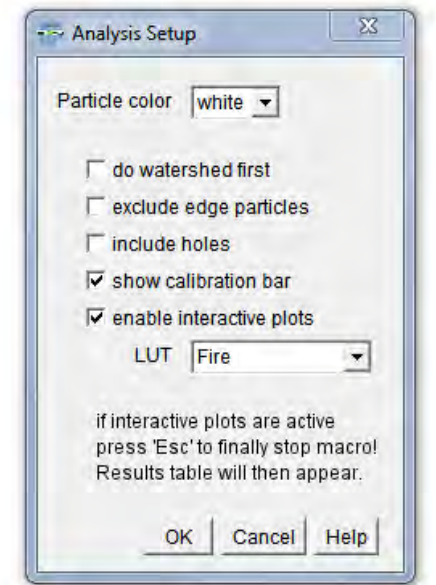 Analysis Setup
Particle color white
do watershed first
exclude edge particles
include holes
show calibration bar
enable interactive plots
LUT Fire
if interactive plots are active
press 'Esc' to finally stop macro!
Results table will then appear.
OK Cancel Help